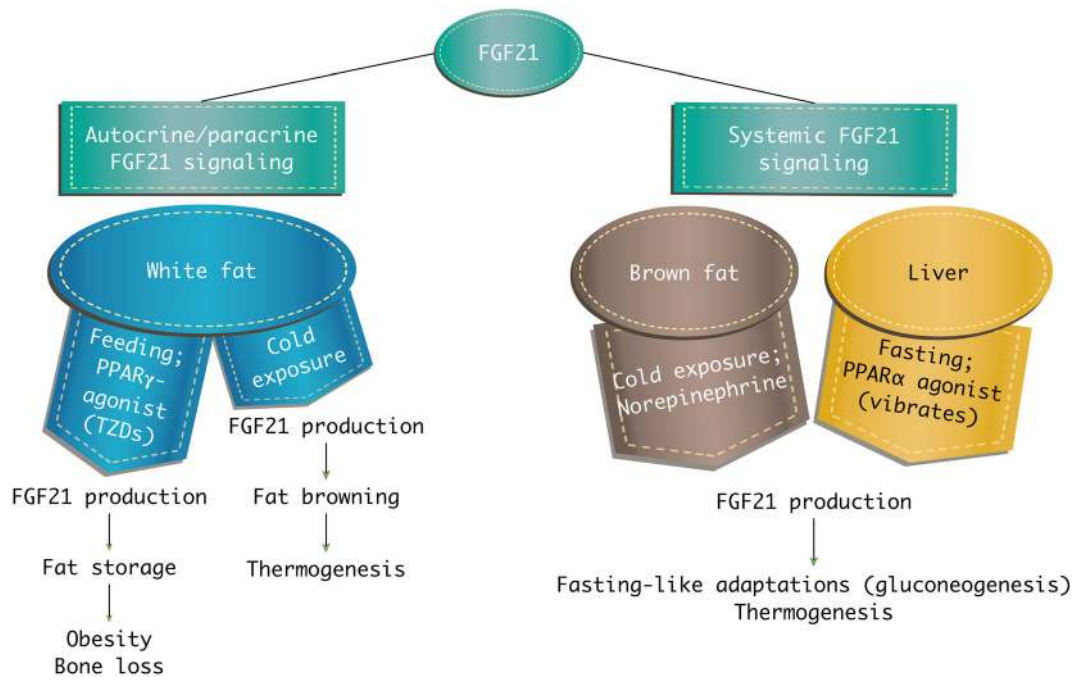 FGF21
Autocrine/paracrine
FGF21 signaling
Systemic FGF21
signaling
White fat
Feeding;
PPARγ-
agonist
(TZDs)
Cold
exposure
FGF21 production
Fat storage
Obesity
Bone loss
FGF21 production
Fat browning
Thermogenesis
Brown fat
Cold exposure;
Norepinephrine
Liver
Fasting;
PPARα agonist
(vibrates)
FGF21 production
Fasting-like adaptations (gluconeogenesis)
Thermogenesis